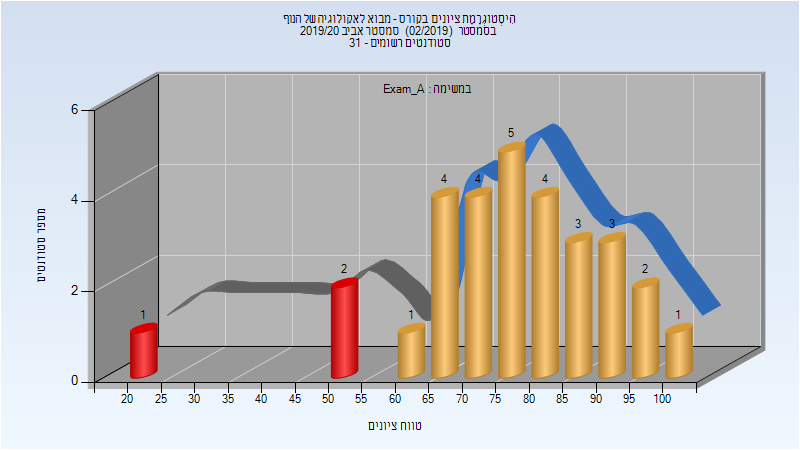 היסטוגרמת ציונים בקורס - מבוא לאקולוגיה של הנוף
בסמסטר (02/2019) סמסטר אביב 2019/20
סטודנטים רשומים - 31
במשימה : Exam_A
מספר סטודנטים
6
4
2
0
1
2
1
4
4
5
4
3
3
2
1
20 25 30 35 40 45 50 55 60 65 70 75 80 85 90 95 100
טווח ציונים